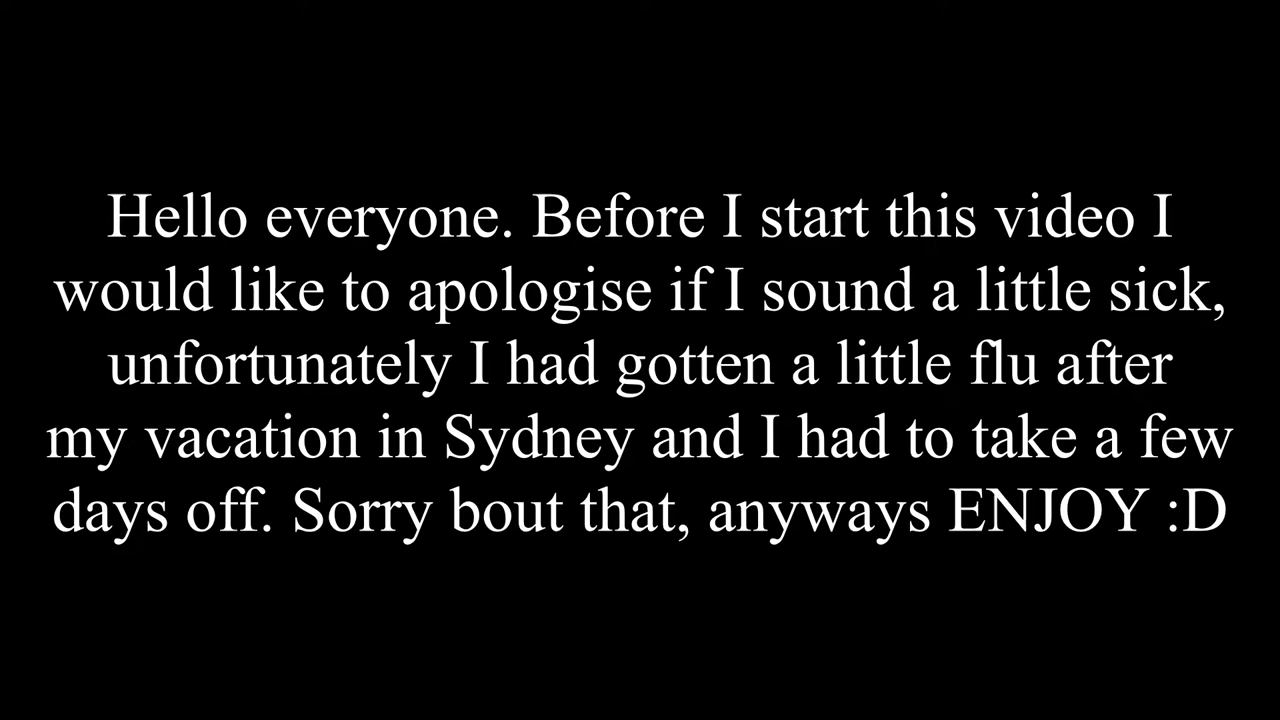 Hello everyone. Before I start this video I
would like to apologise if I sound a little sick,
unfortunately I had gotten a little flu after
my vacation in Sydney and I had to take a few
days off. Sorry bout that, anyways ENJOY :D